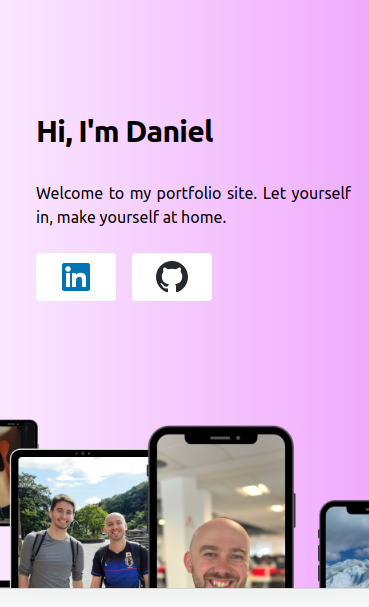 Hi, I'm Daniel
Welcome to my portfolio site. Let yourself
in, make yourself at home.
in